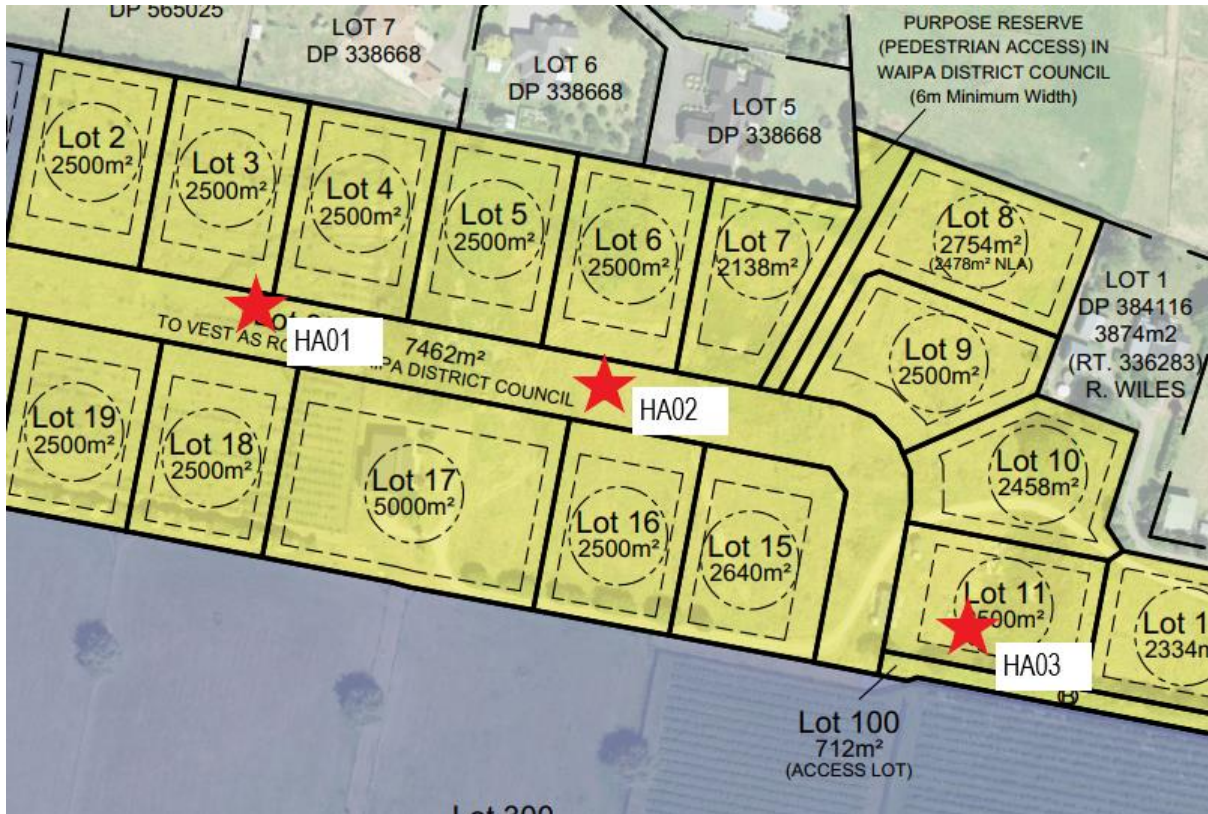 DP 565025
LOT 7
DP 338668
LOT 6
DP 338668
LOT 5
DP 338668
PURPOSE RESERVE
(PEDESTRIAN ACCESS) IN
WAIPA DISTRICT COUNCIL
(6m Minimum Width)
Lot 2
2500m²
Lot 3
2500m²
Lot 4
2500m²
Lot 5
2500m²
Lot 6
2500m²
Lot 7
2138m²
Lot 8
2754m²
(2478m² NLA)
LOT 1
DP 384116
3874m2
(RT. 336283)
R. WILES
HA01
7462m²
TO VEST AS
DISTRICT COUNCIL
HA02
Lot 9
2500m²
Lot 19
2500m²
Lot 18
2500m²
Lot 17
5000m²
Lot 16
2500m²
Lot 15
2640m²
Lot 10
2458m²
Lot 11
HA03
Lot 100
712m²
(ACCESS LOT)